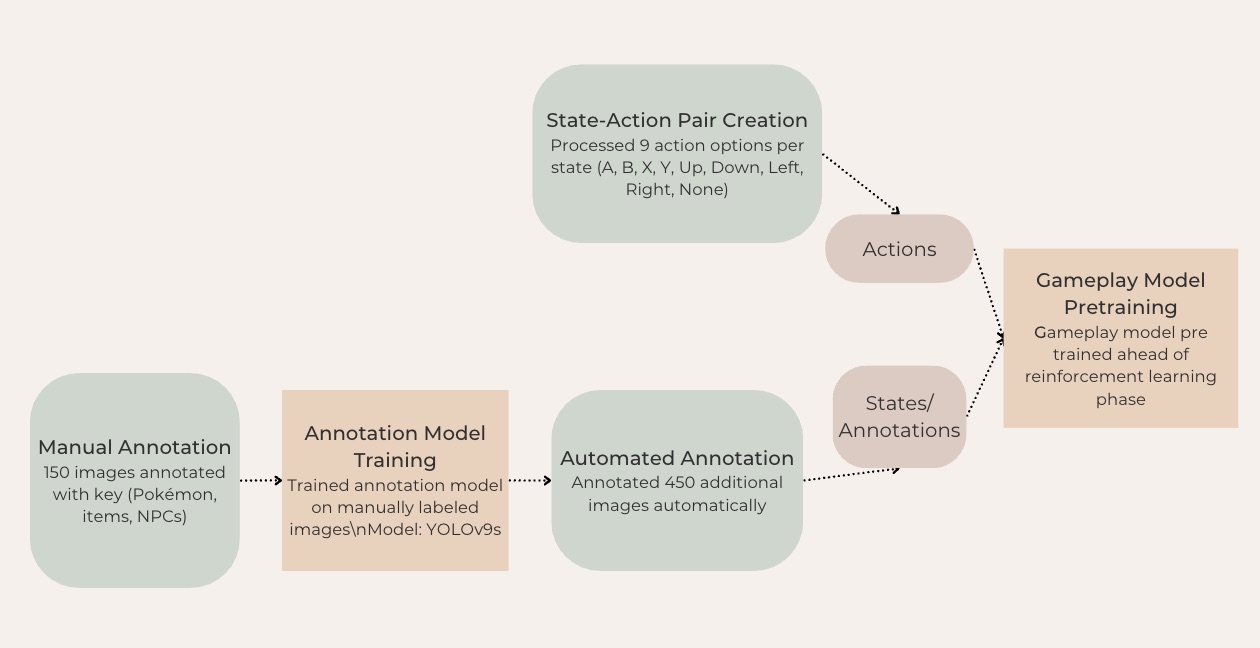 State-Action Pair Creation
Processed 9 action options per
state (A, B, X, Y, Up, Down, Left,
Right, None)
Actions
Gameplay Model
Pretraining
Gameplay model pre
trained ahead of
reinforcement learning
phase
Manual Annotation
150 images annotated
with key (Pokémon,
items, NPCs)
Annotation Model
Training
Trained annotation model
on manually labeled
images\nModel: YOLOv9s
Automated Annotation
Annotated 450 additional
images automatically
States/
Annotations